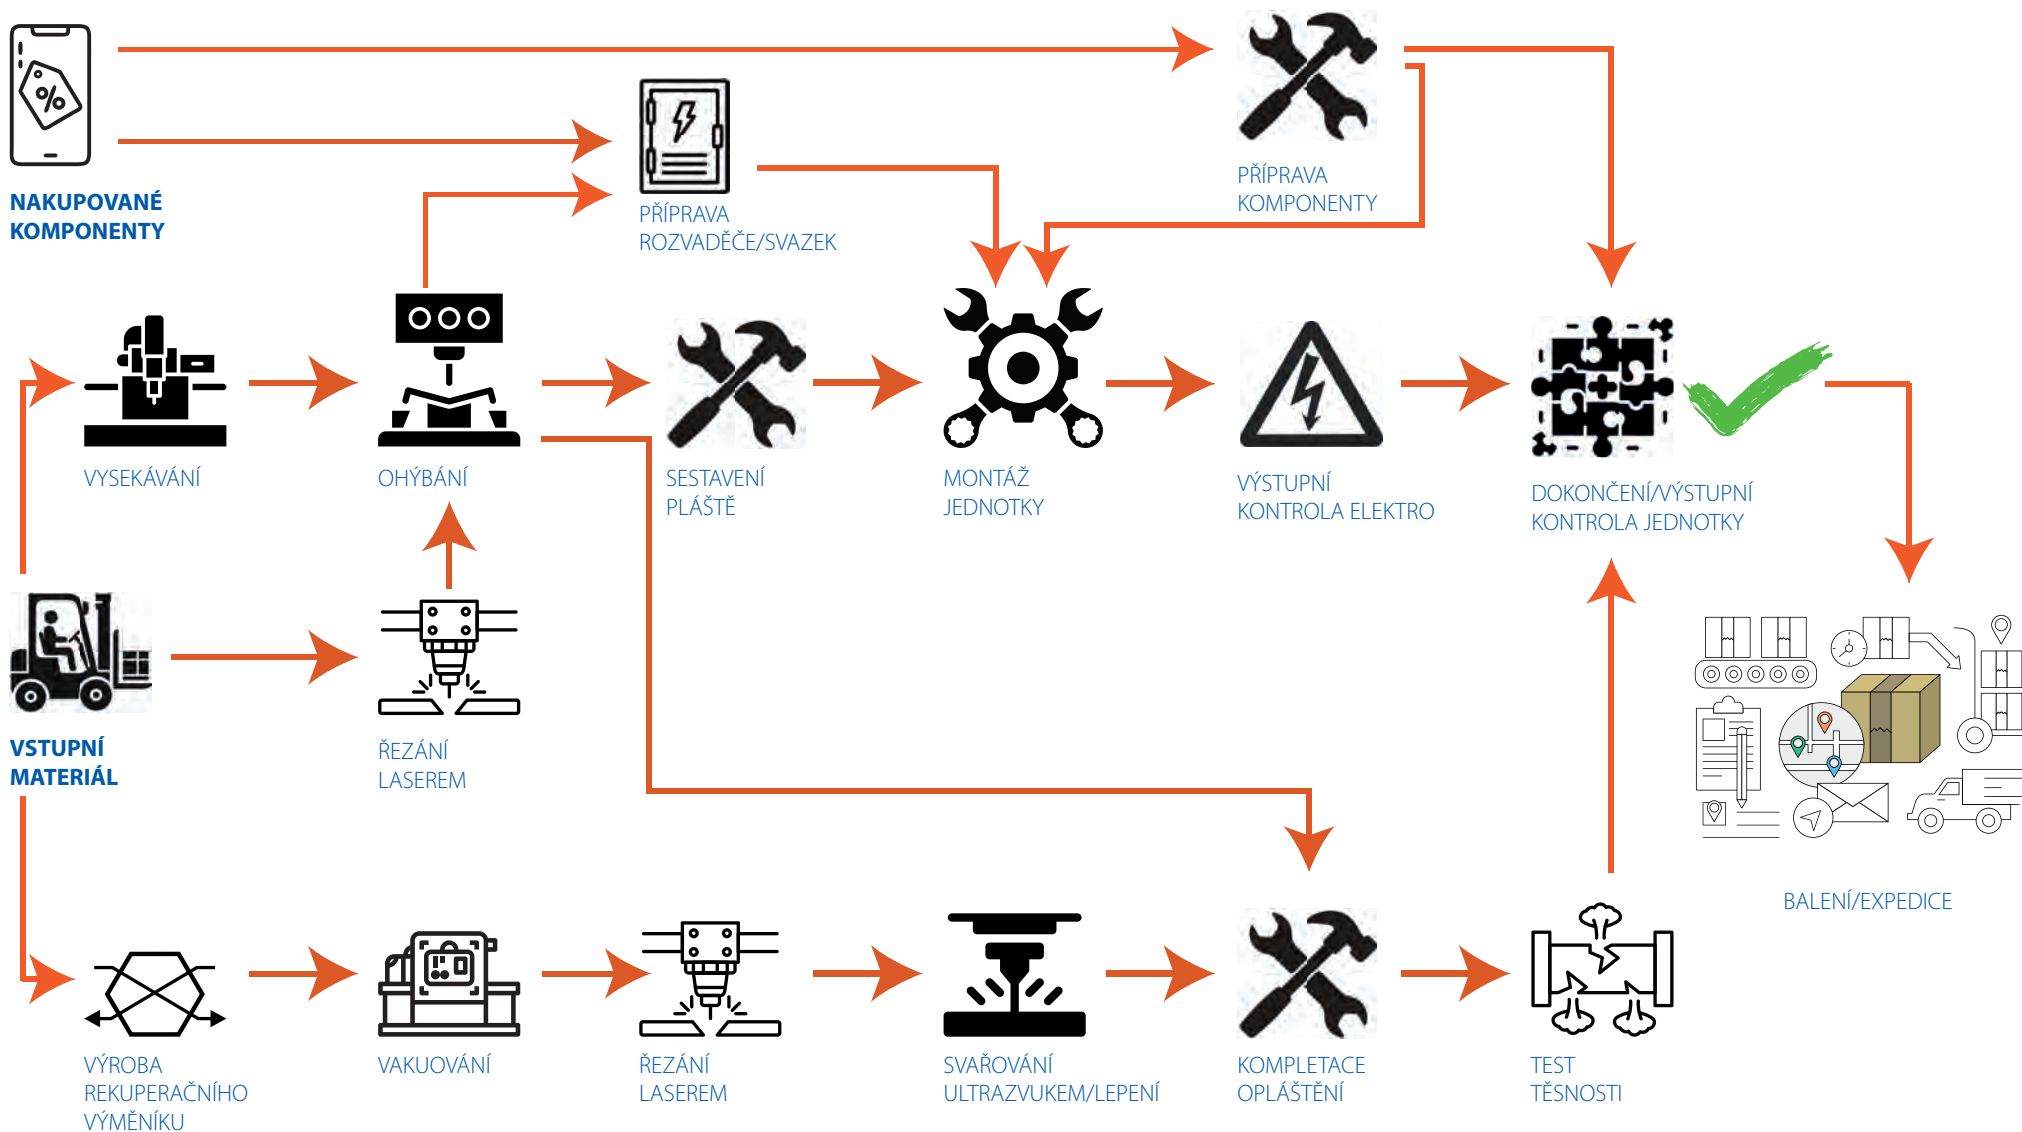 NAKUPOVANÉ
KOMPONENTY
PŘÍPRAVA
ROZVADĚČE/SVAZEK
PŘÍPRAVA
KOMPONENTY
VYSEKÁVÁNÍ
OHÝBÁNÍ
SESTAVENÍ
PLÁŠTĚ
MONTÁŽ
JEDNOTKY
VÝSTUPNÍ
KONTROLA ELEKTRO
DOKONČENÍ/VÝSTUPNÍ
KONTROLA JEDNOTKY
VSTUPNÍ
MATERIÁL
ŘEZÁNÍ
LASEREM
BALENÍ/EXPEDICE
VÝROBA
REKUPERAČNÍHO
VÝMĚNÍKU
VAKUOVÁNÍ
ŘEZÁNÍ
LASEREM
SVAŘOVÁNÍ
ULTRAZVUKEM/LEPENÍ
KOMPLETACE
OPLÁŠTĚNÍ
TEST
TĚSNOSTI